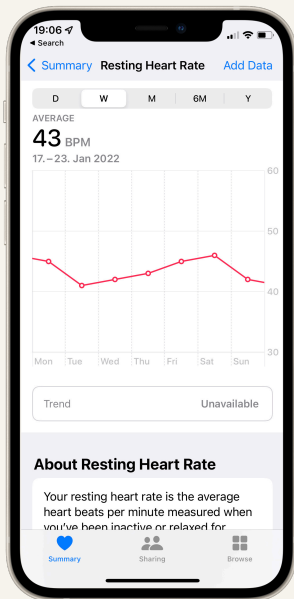 19:06
◀ Search
Summary Resting Heart Rate Add Data
D W M 6M Y
AVERAGE
43 BPM
17.–23. Jan 2022
60
50
40
30
Mon Tue Wed Thu Fri Sat Sun
Trend Unavailable
About Resting Heart Rate
Your resting heart rate is the average
heart beats per minute measured when
you've been inactive or relaxed for
Summary Sharing Browse